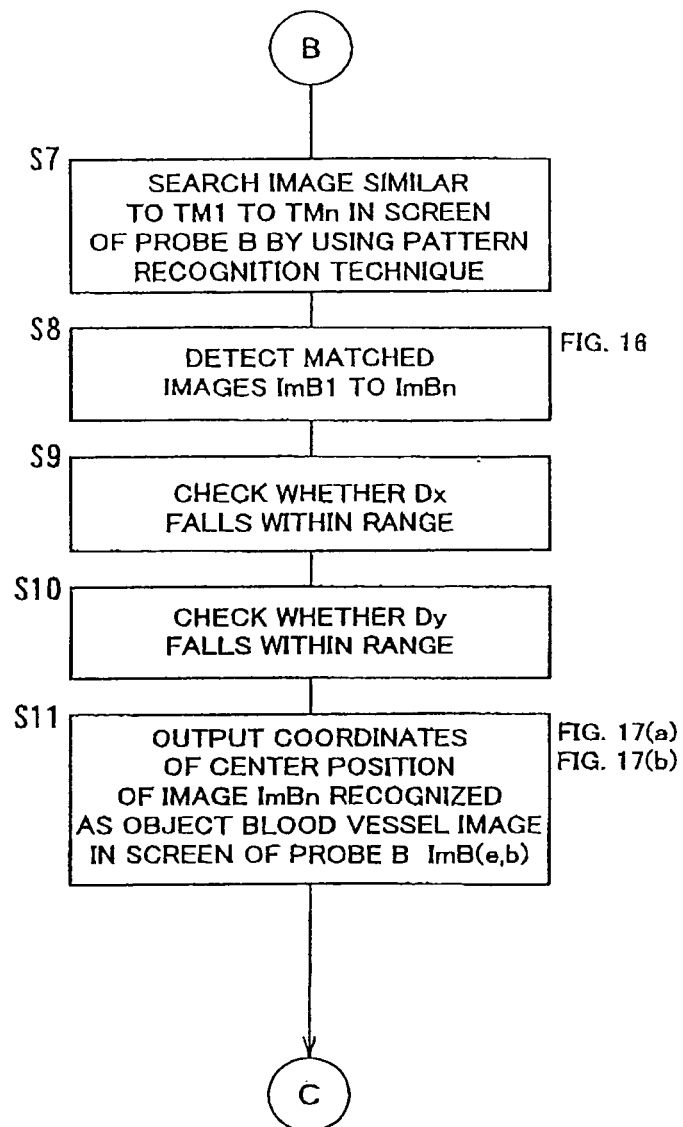 B
S7
SEARCH IMAGE SIMILAR
TO TM1 TO TMn IN SCREEN
OF PROBE B BY USING PATTERN
RECOGNITION TECHNIQUE
S8
DETECT MATCHED
IMAGES ImB1 TO ImBn
FIG. 16
S9
CHECK WHETHER Dx
FALLS WITHIN RANGE
S10
CHECK WHETHER Dy
FALLS WITHIN RANGE
S11
OUTPUT COORDINATES
OF CENTER POSITION
OF IMAGE ImBn RECOGNIZED
AS OBJECT BLOOD VESSEL IMAGE
IN SCREEN OF PROBE B ImB(e,b)
FIG. 17(a)
FIG. 17(b)
C